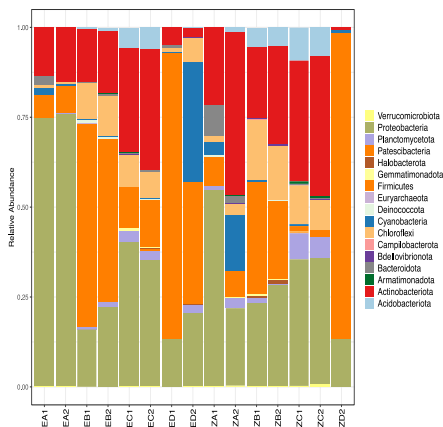 1.00
0.75
0.50
0.25
0.00
Relative Abundance
EA1 EA2 EB1 EB2 EC1 EC2 ED1 ED2 ZA1 ZA2 ZB1 ZB2 ZC1 ZC2 ZD2
Verrucomicrobiota
Proteobacteria
Planctomycetota
Patescibacteria
Halobacterota
Gemmatimonadota
Firmicutes
Euryarchaeota
Deinococcota
Cyanobacteria
Chloroflexi
Campilobacterota
Bdellovibrionota
Bacteroidota
Armatimonadota
Actinobacteriota
Acidobacteriota